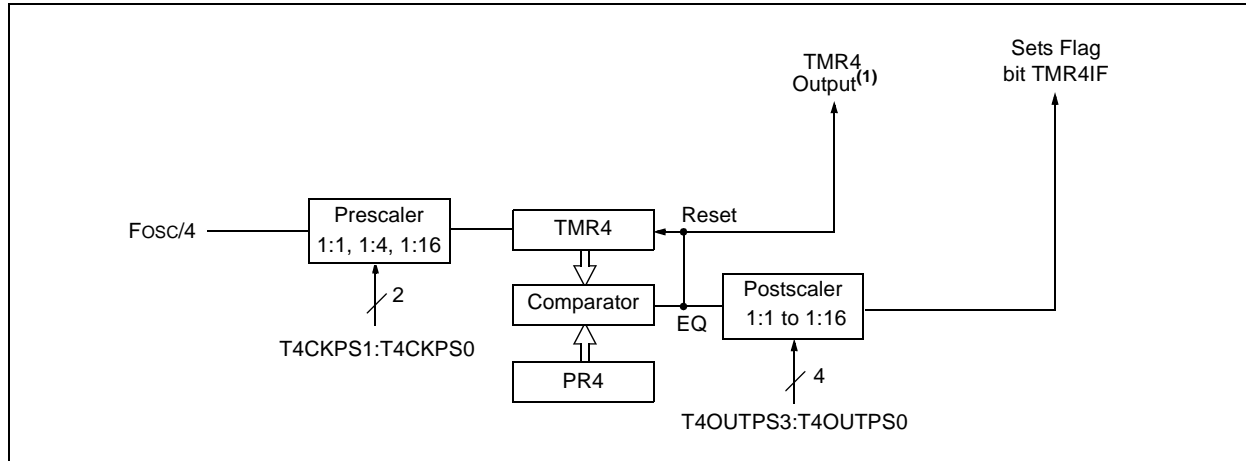 TMR4
Output(1)
Sets Flag
bit TMR4IF
FOSC/4
Prescaler
1:1, 1:4, 1:16
2
T4CKPS1:T4CKPS0
TMR4
Reset
Comparator
EQ
PR4
Postscaler
1:1 to 1:16
4
T4OUTPS3:T4OUTPS0